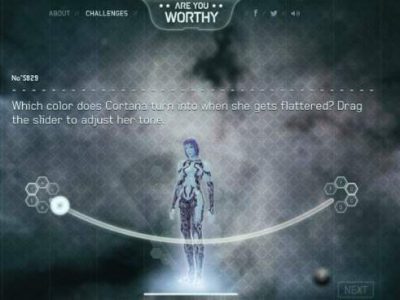 ARE YOU
WORTHY
ABOUT / CHALLENGES /
No°5029
Which color does Cortana turn into when she gets flattered? Drag
the slider to adjust her tone.
NEXT